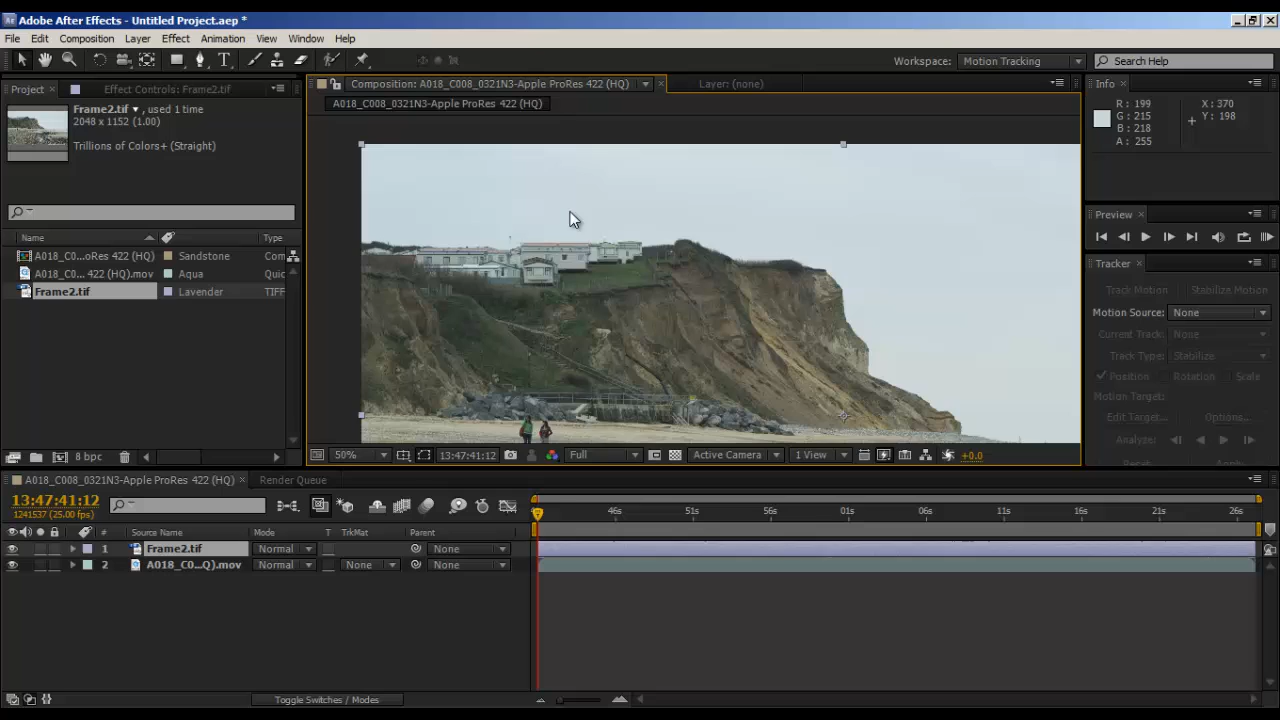 Adobe After Effects - Untitled Project.aep *
File Edit Composition Layer Effect Animation View Window Help
Workspace: Motion Tracking Search Help
Project Effect Controls: Frame2.tif
Composition: A018_C008_0321N3-Apple ProRes 422 (HQ) Layer: (none)
Info
Frame2.tif , used 1 time
2048 x 1152 (1.00)
Trillions of Colors+ (Straight)
A018_C008_0321N3-Apple ProRes 422 (HQ)
R : 199
G : 215
B : 218
A : 255
X : 370
Y : 198
Preview
Name Type
A018_C0...oRes 422 (HQ) Sandstone Com
A018_C0... 422 (HQ).mov Aqua Quic
Frame2.tif Lavender TIFF
Tracker
Track Motion Stabilize Motion
Motion Source: None
Current Track: None
Track Type: Stabilize
Position Rotation Scale
Motion Target:
Edit Target... Options...
Analyze:
8 bpc
50% 13:47:41:12 Full Active Camera 1 View +0.0
A018_C008_0321N3-Apple ProRes 422 (HQ) Render Queue
13:47:41:12
1241537 (25.00 fps)
46s 51s 56s 01s 06s 11s 16s 21s 26s
# Source Name Mode T TrkMat Parent
1 Frame2.tif Normal None
2 A018_C0...Q).mov Normal None None
Toggle Switches / Modes